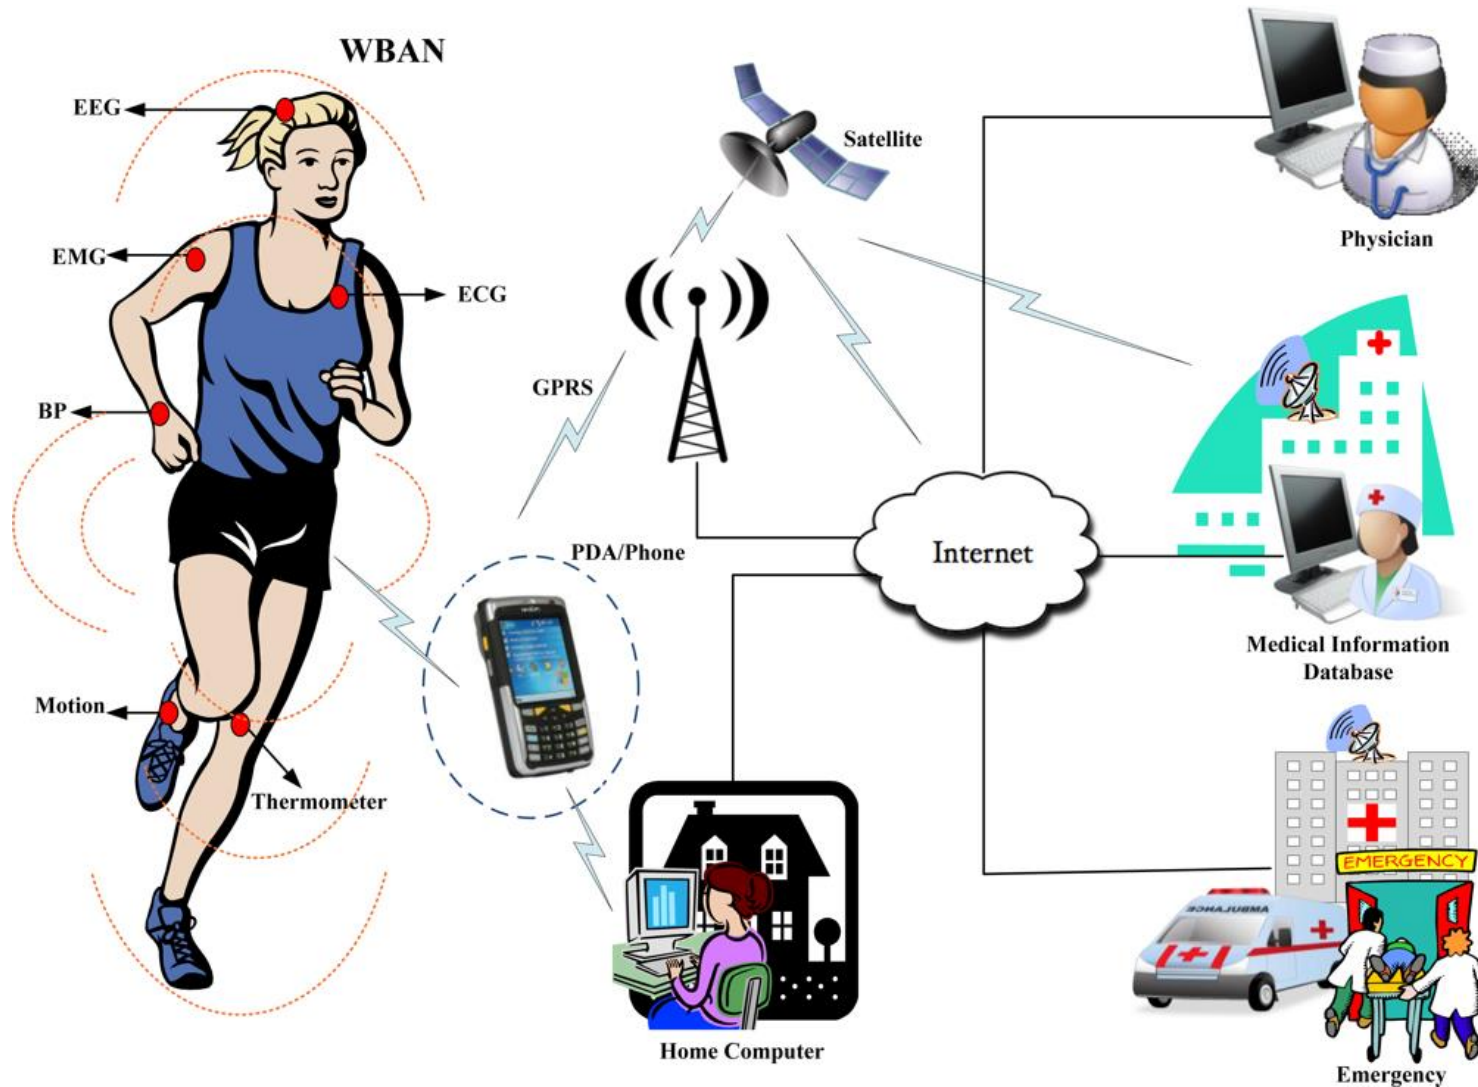 WBAN
EEG
Satellite
Physician
EMG
ECG
GPRS
BP
PDA/Phone
Internet
Medical Information
Database
Motion
Thermometer
EMERGENCY
AMBULANCE
Home Computer
Emergency